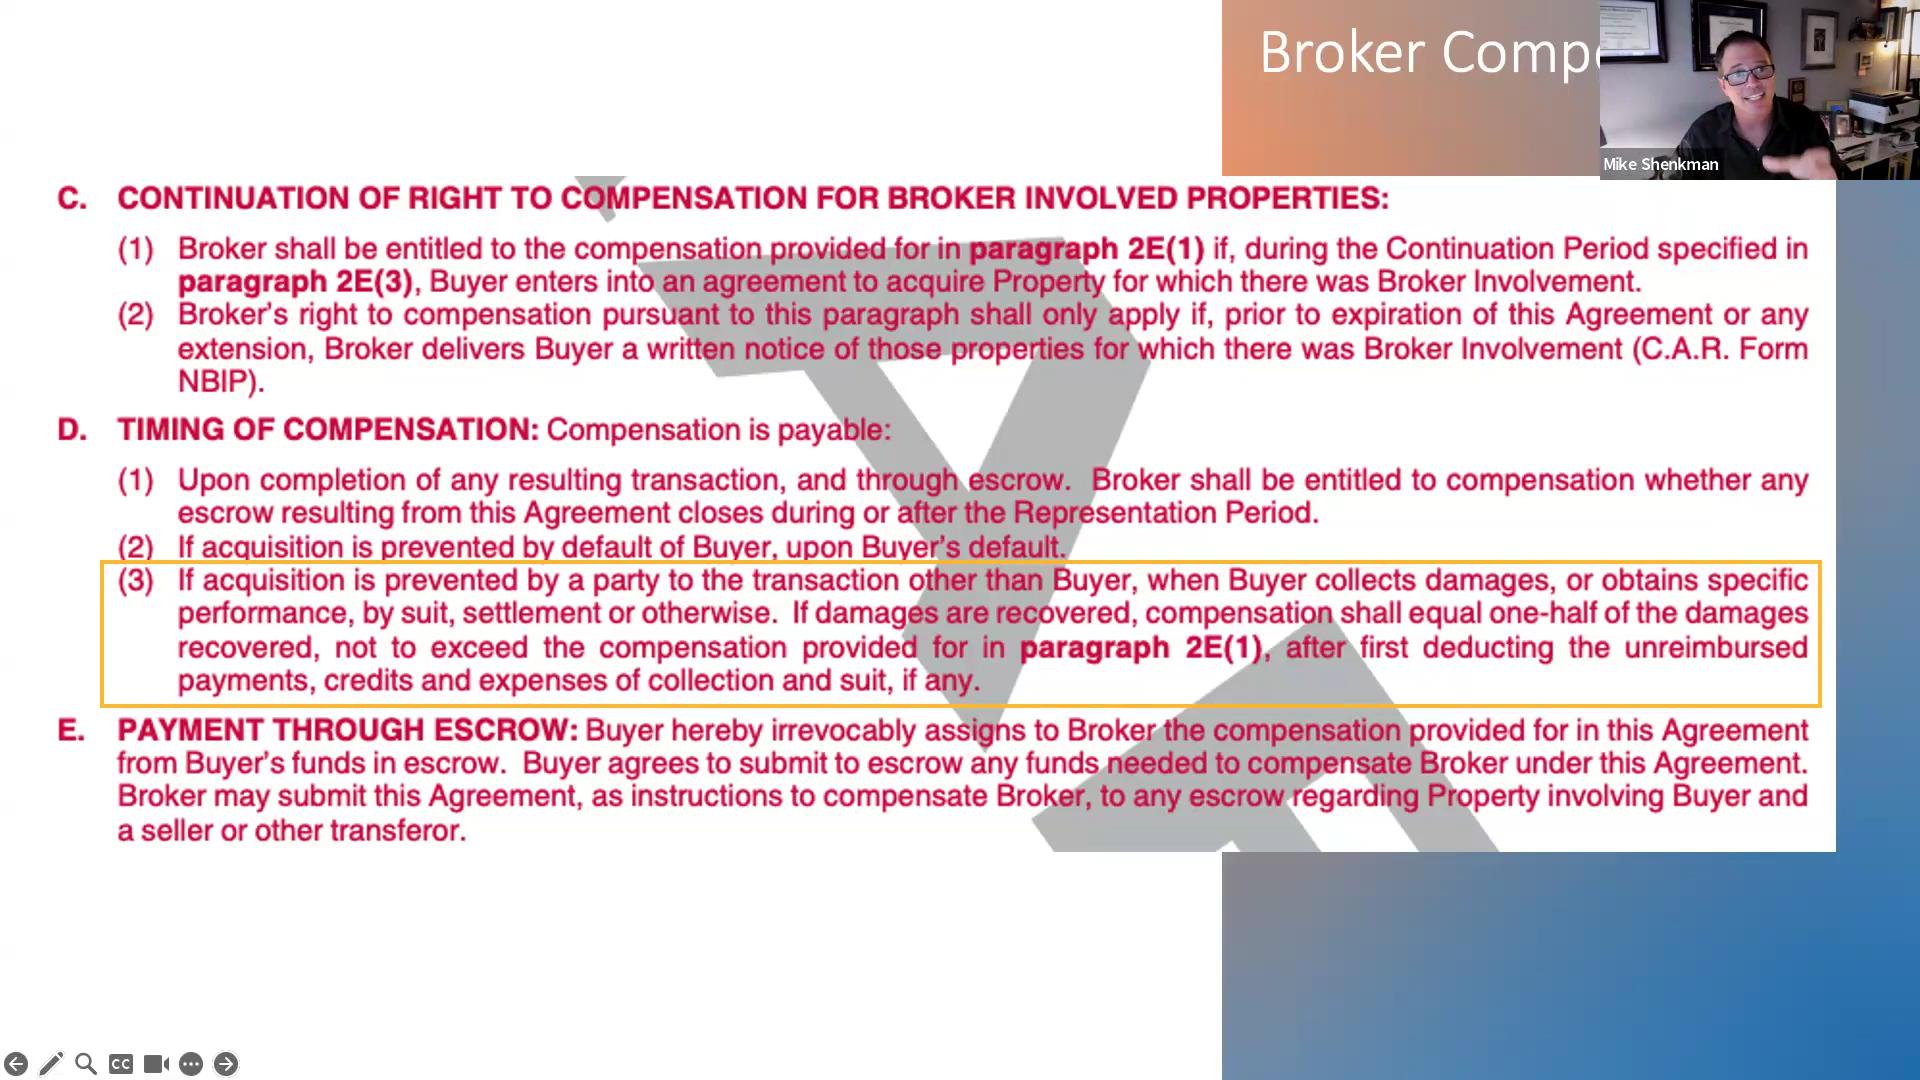 Broker Comp
Mike Shenkman
C. CONTINUATION OF RIGHT TO COMPENSATION FOR BROKER INVOLVED PROPERTIES:
(1) Broker shall be entitled to the compensation provided for in paragraph 2E(1) if, during the Continuation Period specified in
paragraph 2E(3), Buyer enters into an agreement to acquire Property for which there was Broker Involvement.
(2) Broker's right to compensation pursuant to this paragraph shall only apply if, prior to expiration of this Agreement or any
extension, Broker delivers Buyer a written notice of those properties for which there was Broker Involvement (C.A.R. Form
NBIP).
D. TIMING OF COMPENSATION: Compensation is payable:
(1) Upon completion of any resulting transaction, and through escrow. Broker shall be entitled to compensation whether any
escrow resulting from this Agreement closes during or after the Representation Period.
(2) If acquisition is prevented by default of Buyer, upon Buyer's default.
(3) If acquisition is prevented by a party to the transaction other than Buyer, when Buyer collects damages, or obtains specific
performance, by suit, settlement or otherwise. If damages are recovered, compensation shall equal one-half of the damages
recovered, not to exceed the compensation provided for in paragraph 2E(1), after first deducting the unreimbursed
payments, credits and expenses of collection and suit, if any.
E. PAYMENT THROUGH ESCROW: Buyer hereby irrevocably assigns to Broker the compensation provided for in this Agreement
from Buyer's funds in escrow. Buyer agrees to submit to escrow any funds needed to compensate Broker under this Agreement.
Broker may submit this Agreement, as instructions to compensate Broker, to any escrow regarding Property involving Buyer and
a seller or other transferor.
CC